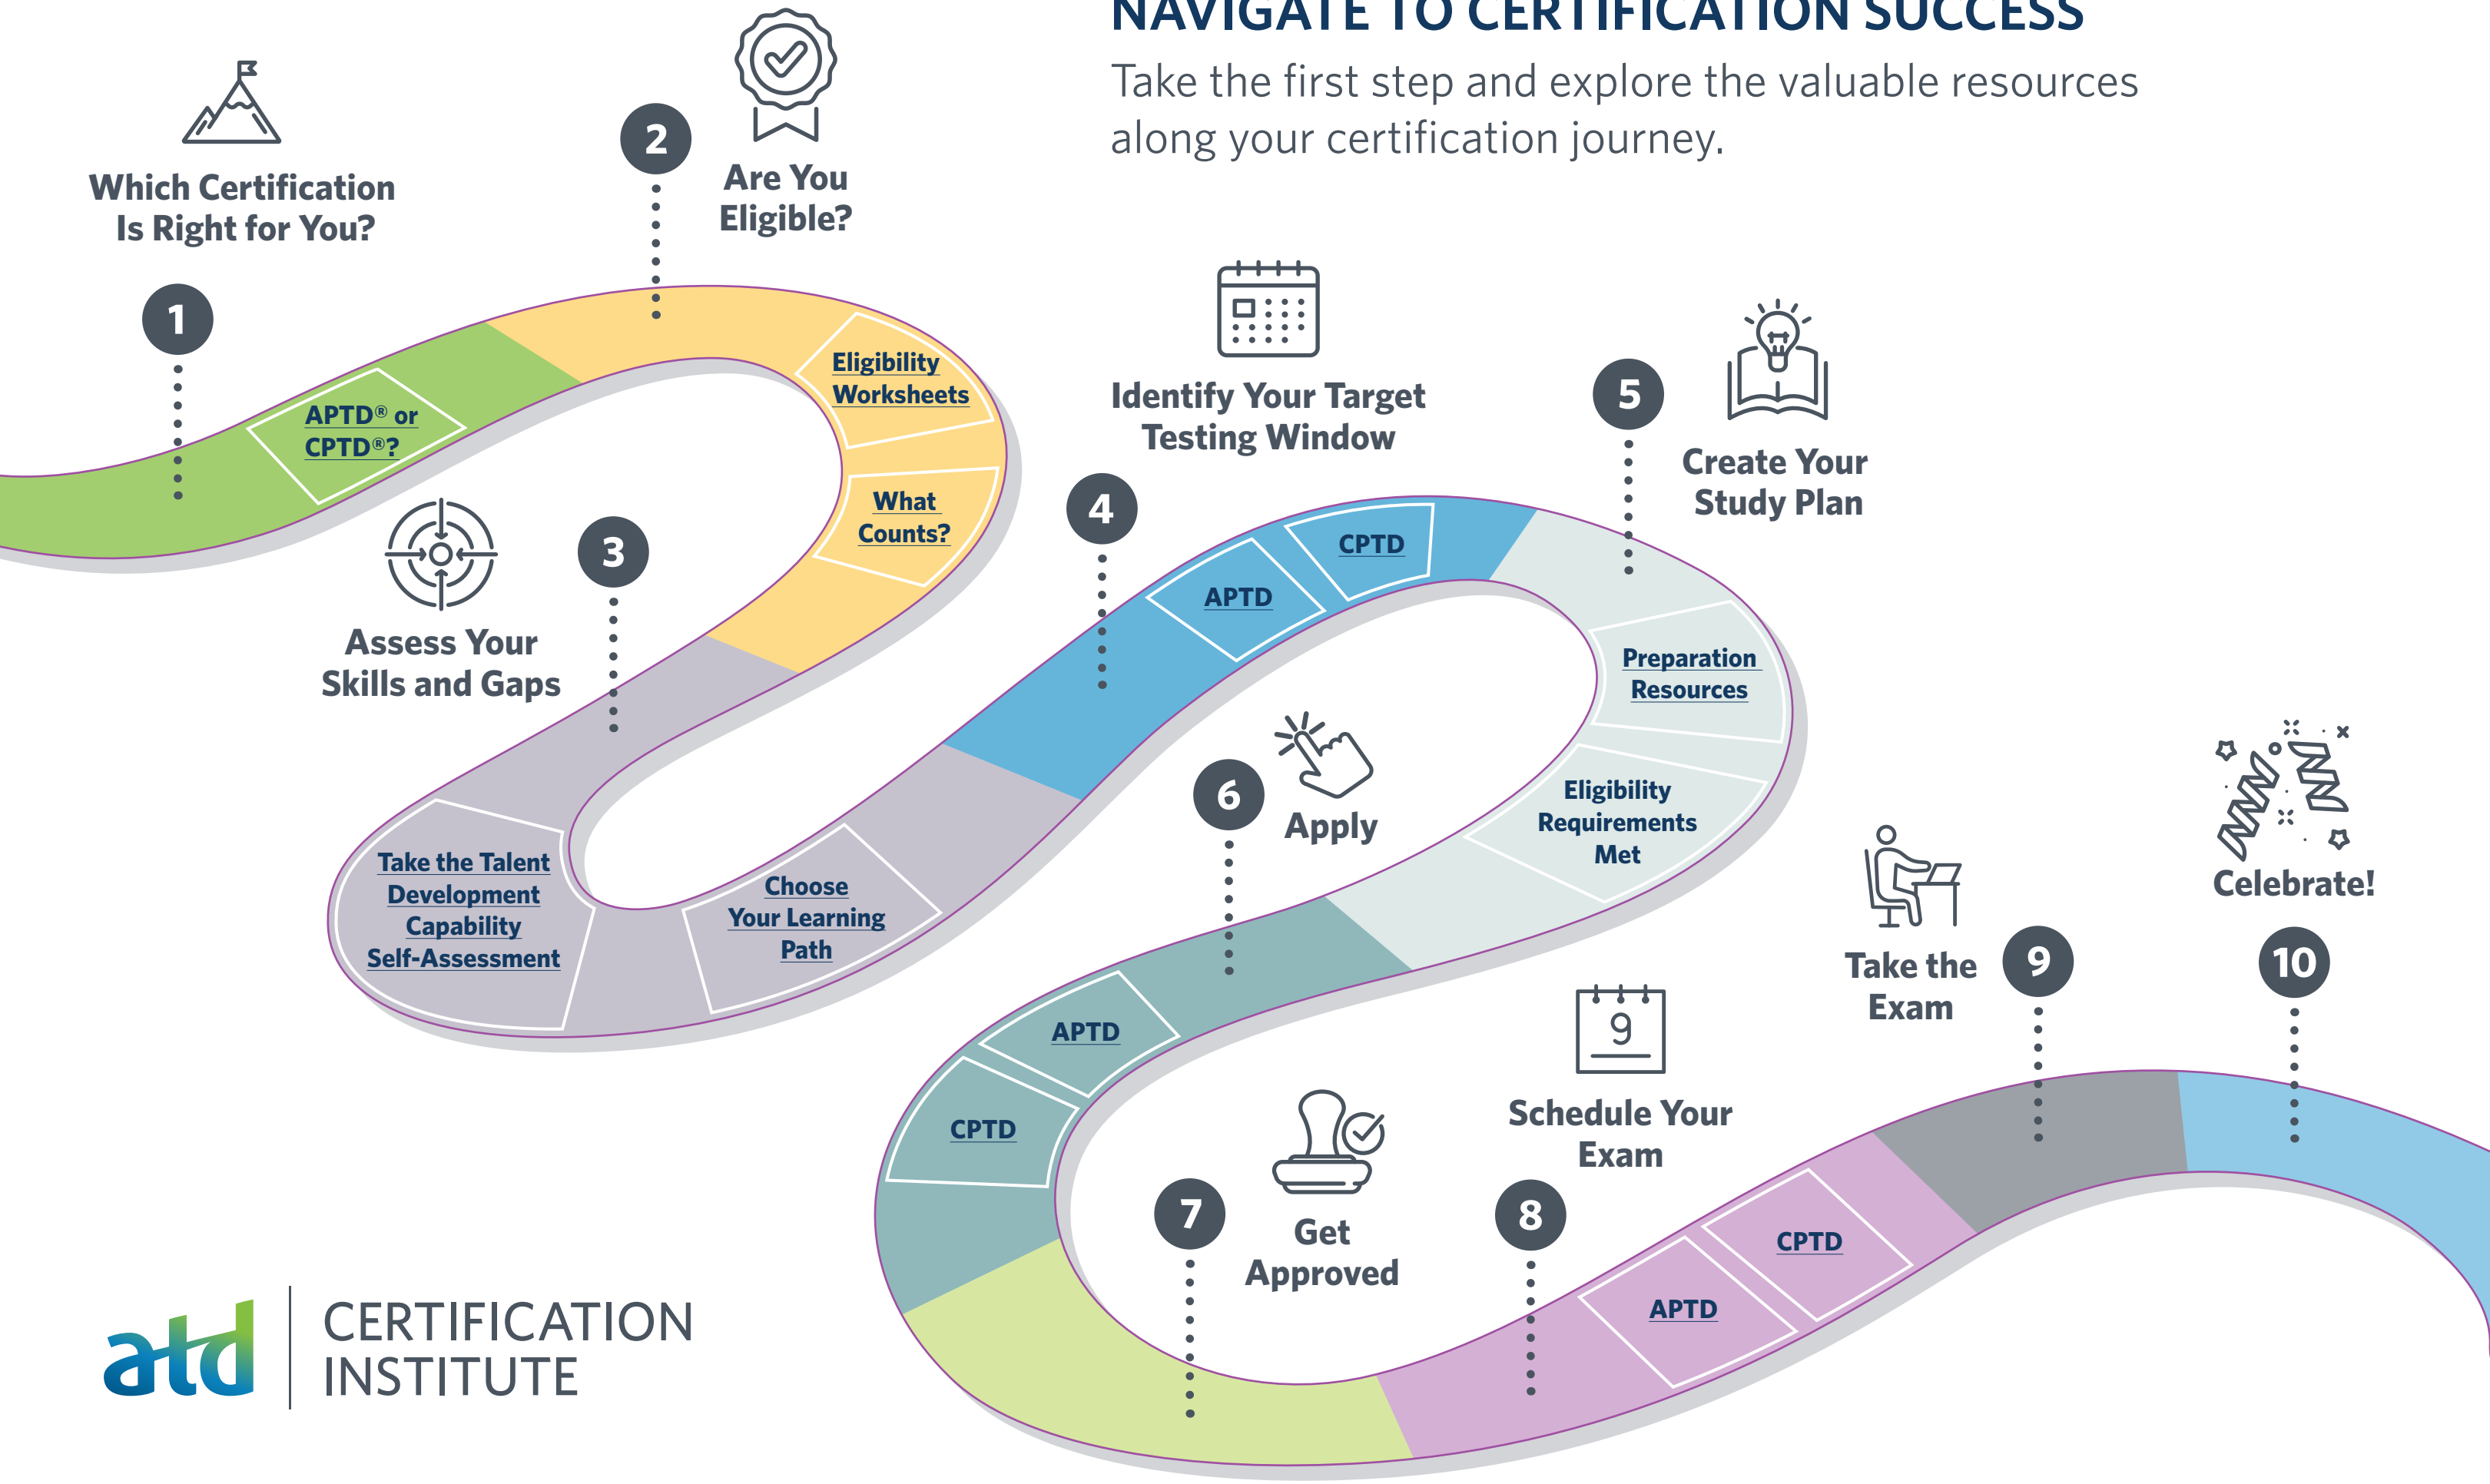 NAVIGATE TO CERTIFICATION SUCCESS
Take the first step and explore the valuable resources
along your certification journey.
1
Which Certification
Is Right for You?
APTD® or
CPTD®?
2
Are You
Eligible?
Eligibility
Worksheets
What
Counts?
3
Assess Your
Skills and Gaps
Take the Talent
Development
Capability
Self-Assessment
Choose
Your Learning
Path
4
Identify Your Target
Testing Window
APTD
CPTD
5
Create Your
Study Plan
Preparation
Resources
Eligibility
Requirements
Met
6
Apply
APTD
CPTD
7
Get
Approved
8
9
Schedule Your
Exam
APTD
CPTD
9
Take the
Exam
10
Celebrate!
atd
CERTIFICATION
INSTITUTE